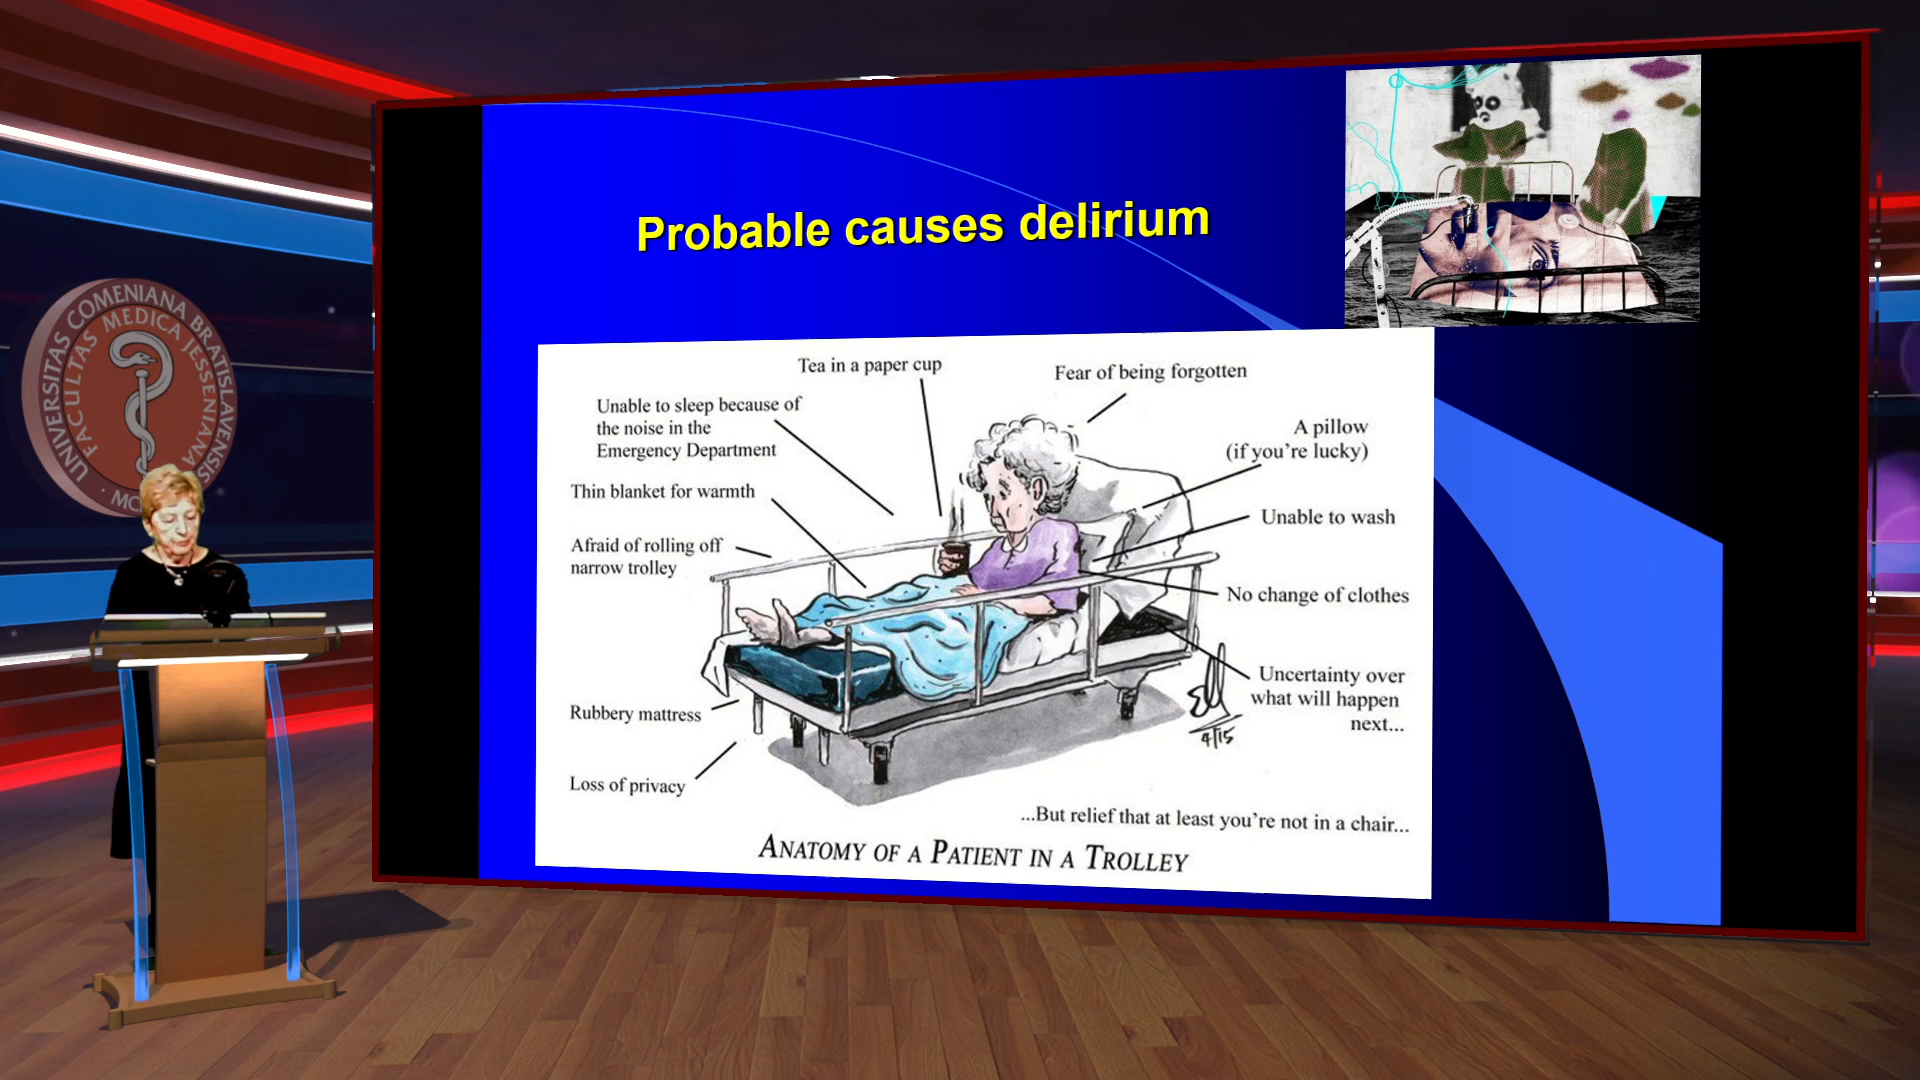 Probable causes delirium
Tea in a paper cup
Fear of being forgotten
Unable to sleep because of
the noise in the
Emergency Department
A pillow
(if you're lucky)
Thin blanket for warmth
Unable to wash
Afraid of rolling off
narrow trolley
No change of clothes
Uncertainty over
what will happen
next...
Rubbery mattress
4/15
Loss of privacy
...But relief that at least you're not in a chair...
ANATOMY OF A PATIENT IN A TROLLEY
UNIVERSITAS COMENIANA BRATISLAVENSIS
FACULTAS MEDICA JESSENIANA